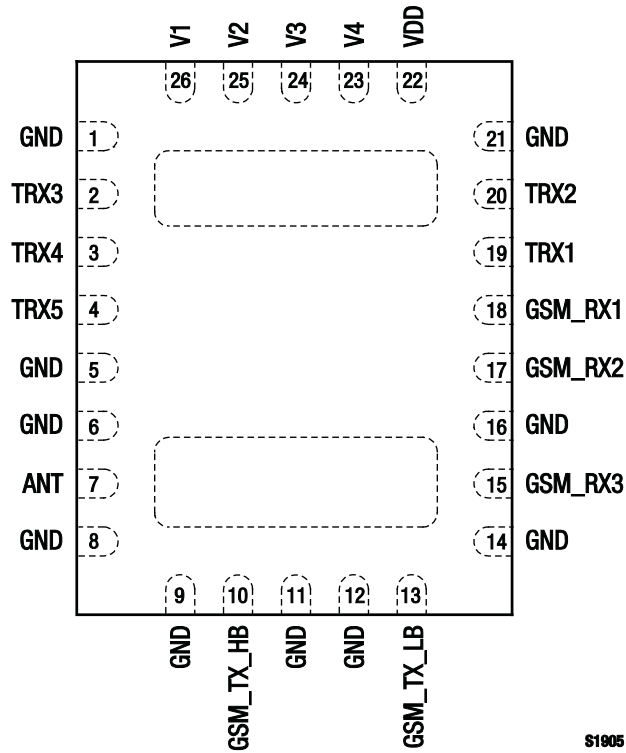 V1 V2 V3 V4 VDD
26 25 24 23 22
GND 1 21 GND
TRX3 2 20 TRX2
TRX4 3 19 TRX1
TRX5 4 18 GSM_RX1
GND 5 17 GSM_RX2
GND 6 16 GND
ANT 7 15 GSM_RX3
GND 8 14 GND
9 10 11 12 13
GND GSM_TX_HB GND GND GSM_TX_LB
S1905